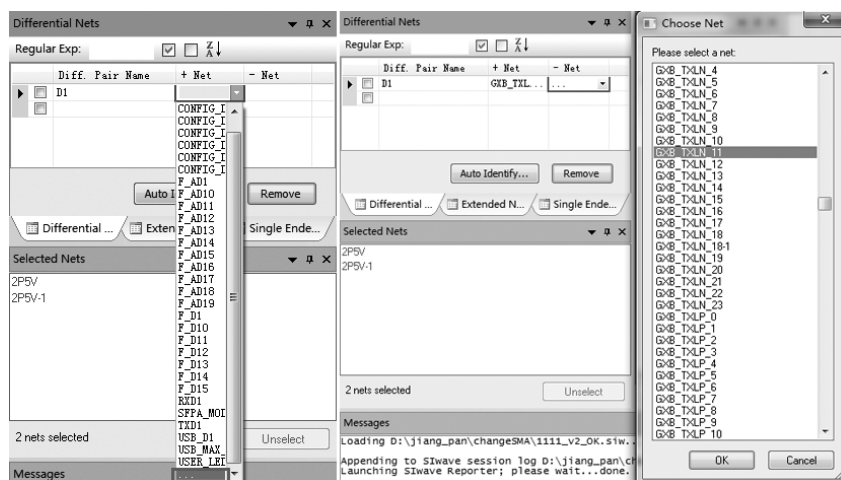 Differential Nets
Regular Exp:
Diff. Pair Name + Net - Net
D1
CONFIG_I
CONFIG_I
CONFIG_I
CONFIG_I
CONFIG_I
CONFIG_I
F_AD1
F_AD10
F_AD11
F_AD12
F_AD13
F_AD14
F_AD15
F_AD16
F_AD17
F_AD18
F_AD19
F_D1
F_D10
F_D11
F_D12
F_D13
F_D14
F_D15
RXD1
SFPA_MOI
TXD1
USB_D1
USB_MAX_
USER_LEI
...
Auto I
Remove
Differential ...
Exten
Single Ende...
Selected Nets
2P5V
2P5V-1
2 nets selected
Unselect
Messages
Differential Nets
Regular Exp:
Diff. Pair Name + Net - Net
D1 GXB_TXL... ...
Auto Identify... Remove
Differential ... Extended N... Single Ende...
Selected Nets
2P5V
2P5V-1
2 nets selected Unselect
Messages
Loading D:\jiang_pan\changeSMA\1111_v2_OK.siw..
Appending to SIwave session log D:\jiang_pan\ch
Launching SIwave Reporter; please wait...done.
Choose Net
Please select a net:
GXB_TXLN_4
GXB_TXLN_5
GXB_TXLN_6
GXB_TXLN_7
GXB_TXLN_8
GXB_TXLN_9
GXB_TXLN_10
GXB_TXLN_11
GXB_TXLN_12
GXB_TXLN_13
GXB_TXLN_14
GXB_TXLN_15
GXB_TXLN_16
GXB_TXLN_17
GXB_TXLN_18
GXB_TXLN_18-1
GXB_TXLN_19
GXB_TXLN_20
GXB_TXLN_21
GXB_TXLN_22
GXB_TXLN_23
GXB_TXLP_0
GXB_TXLP_1
GXB_TXLP_2
GXB_TXLP_3
GXB_TXLP_4
GXB_TXLP_5
GXB_TXLP_6
GXB_TXLP_7
GXB_TXLP_8
GXB_TXLP_9
GXB_TXLP_10
OK Cancel